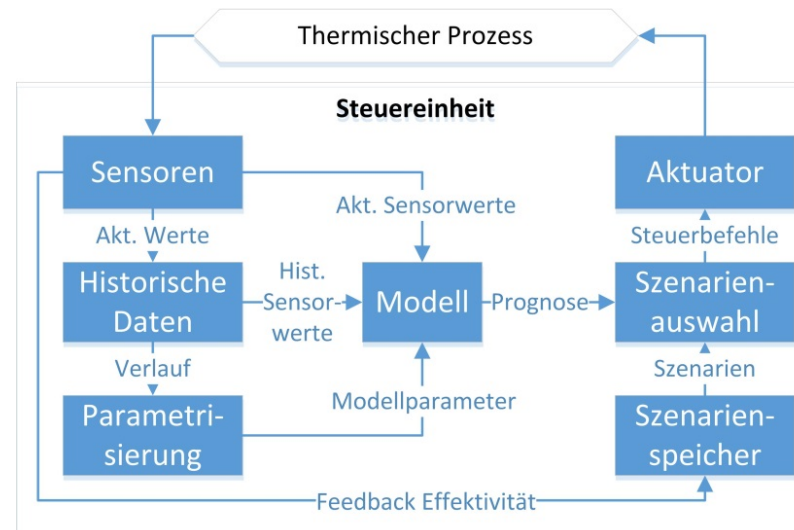 Thermischer Prozess
Steuereinheit
Sensoren
Aktuator
Akt. Sensorwerte
Akt. Werte
Steuerbefehle
Historische
Daten
Hist.
Sensor-
werte
Modell
Prognose
Szenarien-
auswahl
Verlauf
Szenarien
Modellparameter
Parametri-
sierung
Szenarien-
speicher
Feedback Effektivität